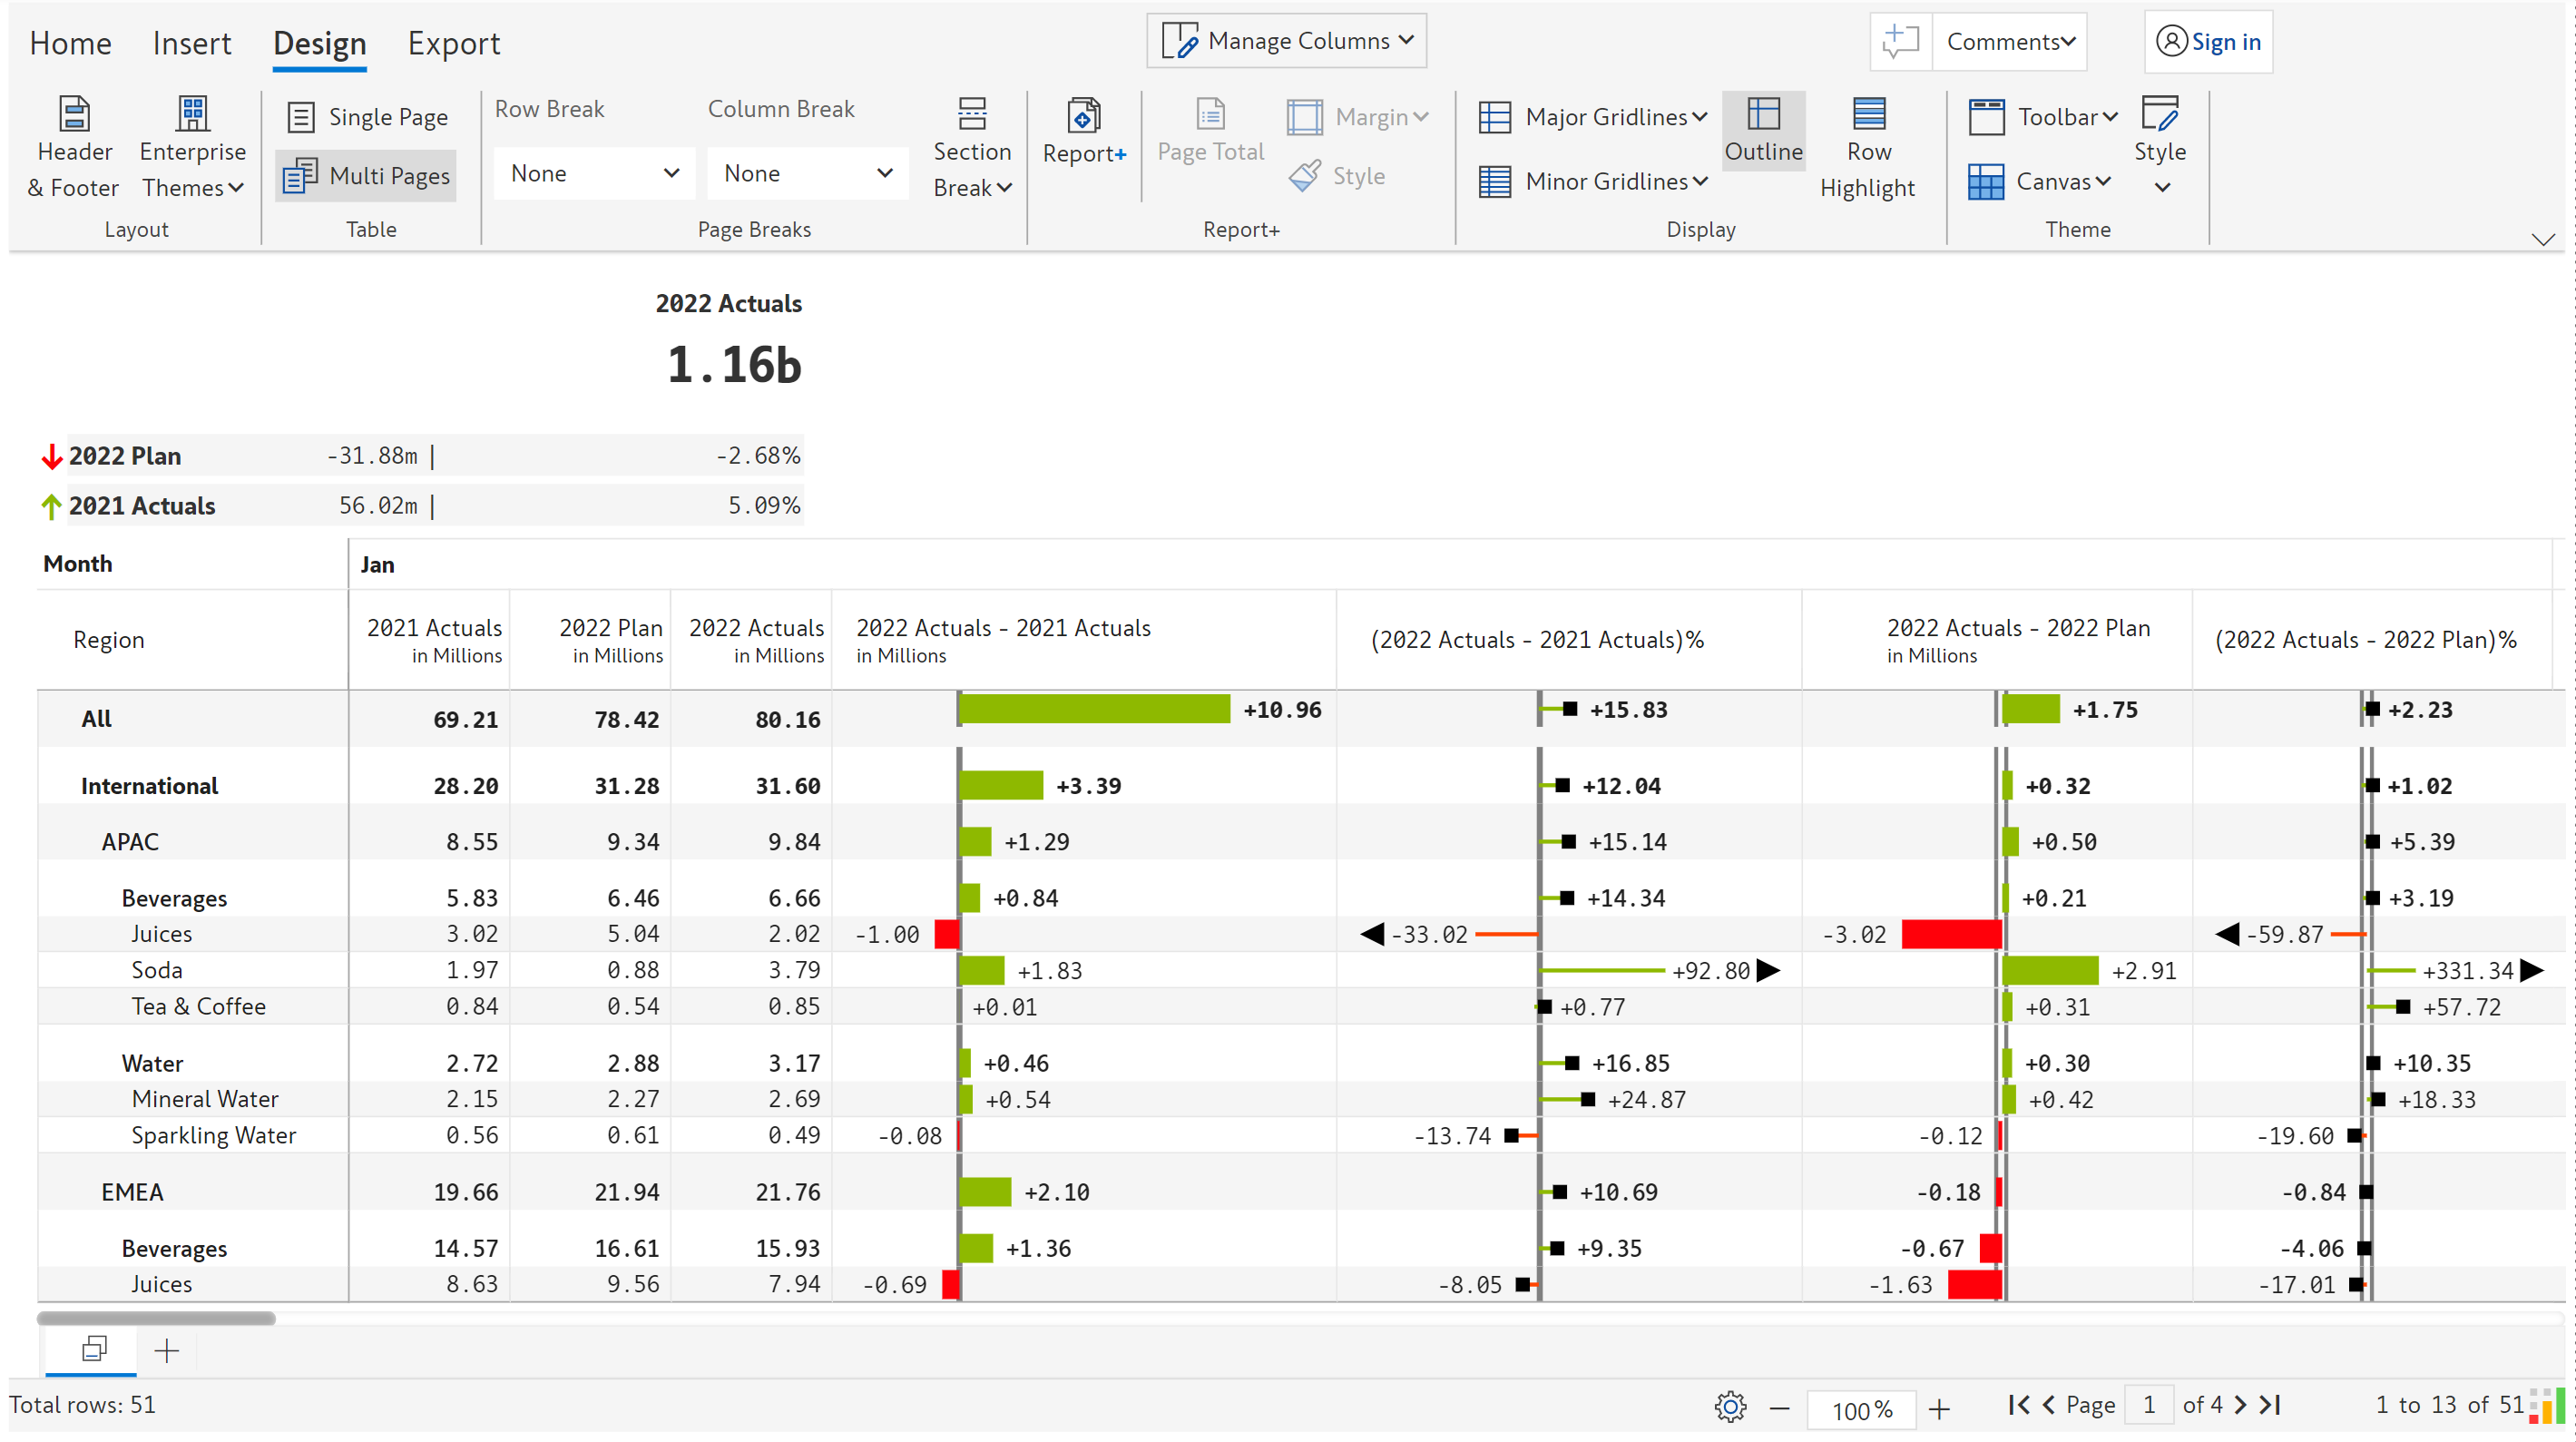 Home Insert Design Export Manage Columns Comments Sign in
Header & Footer
Enterprise Themes
Layout
Single Page
Multi Pages
Table
Row Break
None
Column Break
None
Section Break
Page Breaks
Report+
Page Total
Margin
Style
Report+
Major Gridlines
Minor Gridlines
Outline
Row Highlight
Display
Toolbar
Canvas
Style
Theme
2022 Actuals
1.16b
2022 Plan -31.88m | -2.68%
2021 Actuals 56.02m | 5.09%
Month Jan
Region 2021 Actuals in Millions 2022 Plan in Millions 2022 Actuals in Millions 2022 Actuals - 2021 Actuals in Millions (2022 Actuals - 2021 Actuals)% 2022 Actuals - 2022 Plan in Millions (2022 Actuals - 2022 Plan)%
All 69.21 78.42 80.16 +10.96 +15.83 +1.75 +2.23
International 28.20 31.28 31.60 +3.39 +12.04 +0.32 +1.02
APAC 8.55 9.34 9.84 +1.29 +15.14 +0.50 +5.39
Beverages 5.83 6.46 6.66 +0.84 +14.34 +0.21 +3.19
Juices 3.02 5.04 2.02 -1.00 -33.02 -3.02 -59.87
Soda 1.97 0.88 3.79 +1.83 +92.80 +2.91 +331.34
Tea & Coffee 0.84 0.54 0.85 +0.01 +0.77 +0.31 +57.72
Water 2.72 2.88 3.17 +0.46 +16.85 +0.30 +10.35
Mineral Water 2.15 2.27 2.69 +0.54 +24.87 +0.42 +18.33
Sparkling Water 0.56 0.61 0.49 -0.08 -13.74 -0.12 -19.60
EMEA 19.66 21.94 21.76 +2.10 +10.69 -0.18 -0.84
Beverages 14.57 16.61 15.93 +1.36 +9.35 -0.67 -4.06
Juices 8.63 9.56 7.94 -0.69 -8.05 -1.63 -17.01
Total rows: 51 100% Page 1 of 4 1 to 13 of 51